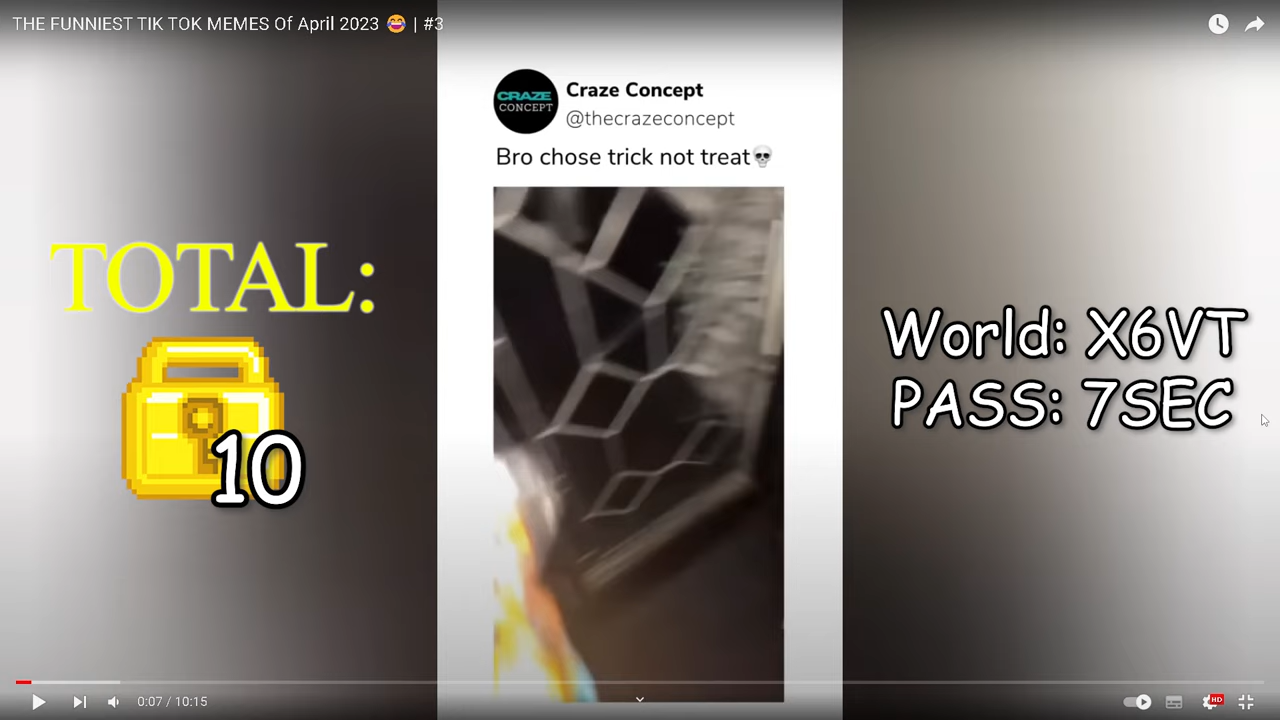 THE FUNNIEST TIK TOK MEMES Of April 2023 😂 | #3
CRAZE
CONCEPT
Craze Concept
@thecrazeconcept
Bro chose trick not treat💀
TOTAL:
10
World: X6VT
PASS: 7SEC
0:07 / 10:15
HD